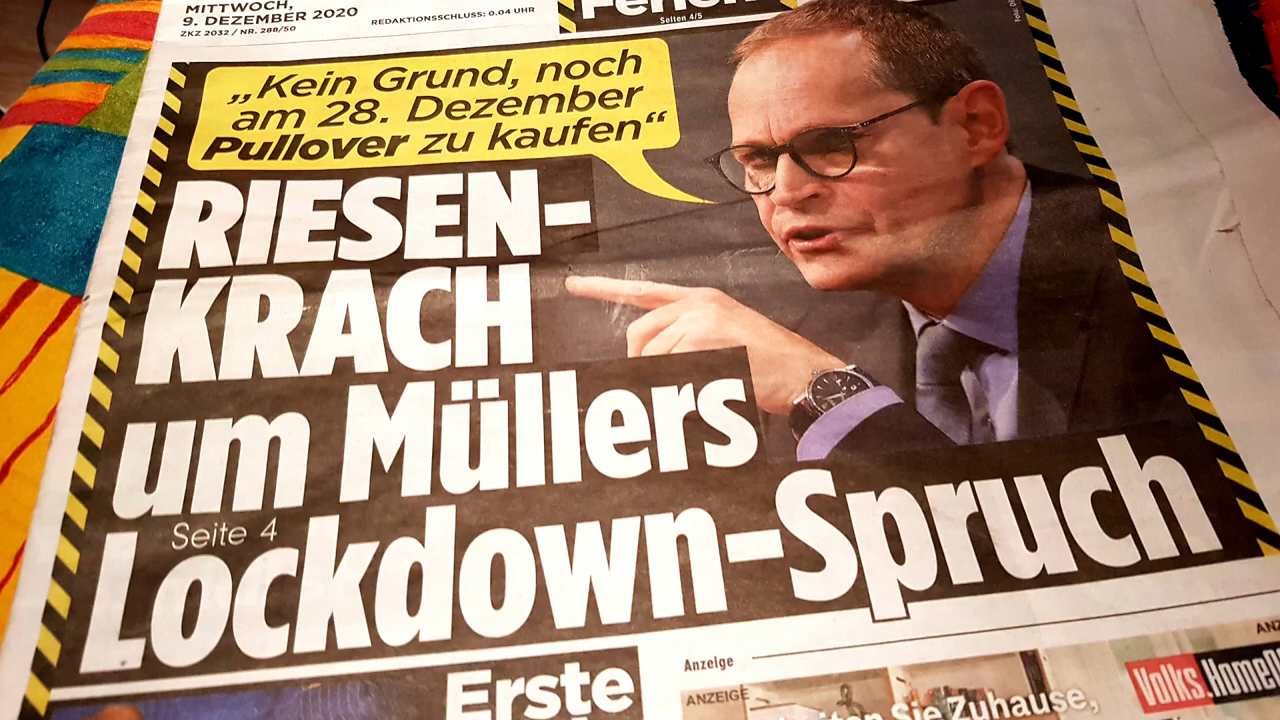 MITTWOCH,
9. DEZEMBER 2020
REDAKTIONSSCHLUSS: 0.04 UHR
ZKZ 2032 / NR. 288/50
Ferien
Seiten 4/5
„Kein Grund, noch
am 28. Dezember
Pullover zu kaufen“
RIESEN-
KRACH
um Müllers
Seite 4
Lockdown-Spruch
Erste
Anzeige
ANZEIGE
Sie Zuhause,
Volks.